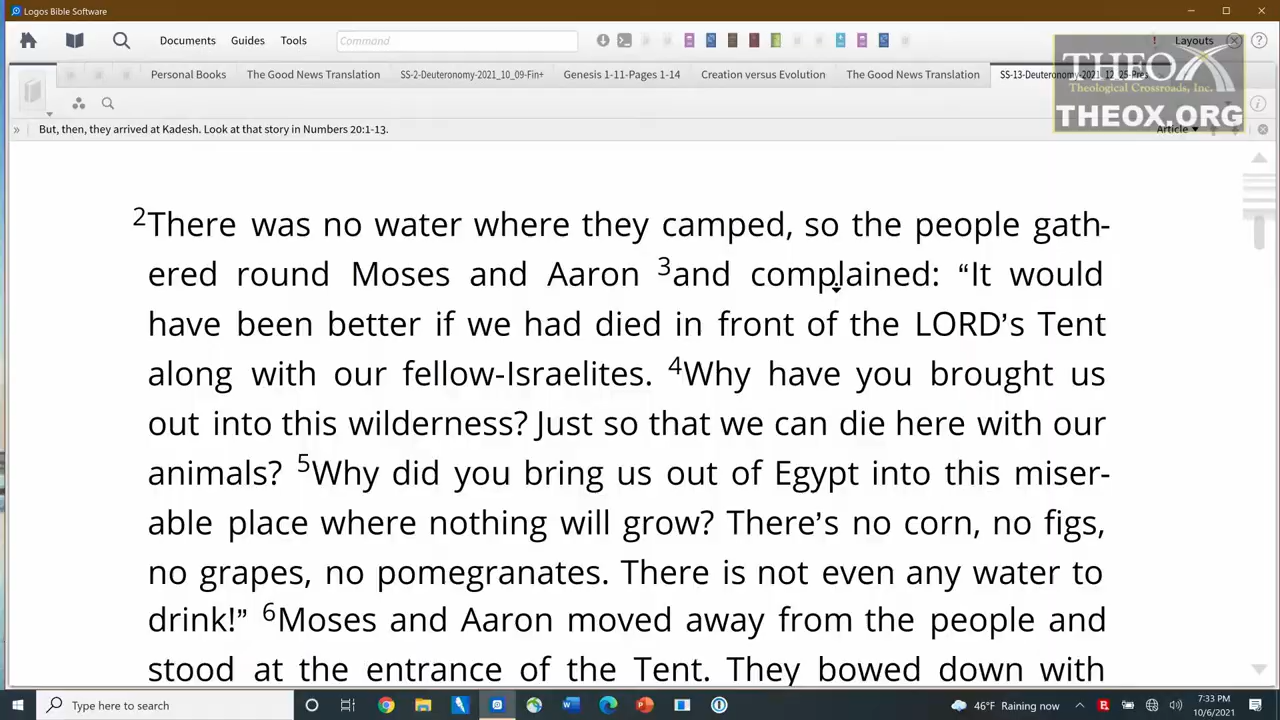 Logos Bible Software
Documents Guides Tools Command Layouts
Personal Books The Good News Translation SS-2-Deuteronomy-2021_10_09-Fin+ Genesis 1-11-Pages 1-14 Creation versus Evolution The Good News Translation SS-13-Deuteronomy-2021_12_25-Pres
THEOX
Theological Crossroads, Inc.
THEOX.ORG
» But, then, they arrived at Kadesh. Look at that story in Numbers 20:1-13. Article
2There was no water where they camped, so the people gath-
ered round Moses and Aaron 3and complained: “It would
have been better if we had died in front of the LORD’s Tent
along with our fellow-Israelites. 4Why have you brought us
out into this wilderness? Just so that we can die here with our
animals? 5Why did you bring us out of Egypt into this miser-
able place where nothing will grow? There’s no corn, no figs,
no grapes, no pomegranates. There is not even any water to
drink!” 6Moses and Aaron moved away from the people and
stood at the entrance of the Tent. They bowed down with
Type here to search 46°F Raining now 7:33 PM
10/6/2021